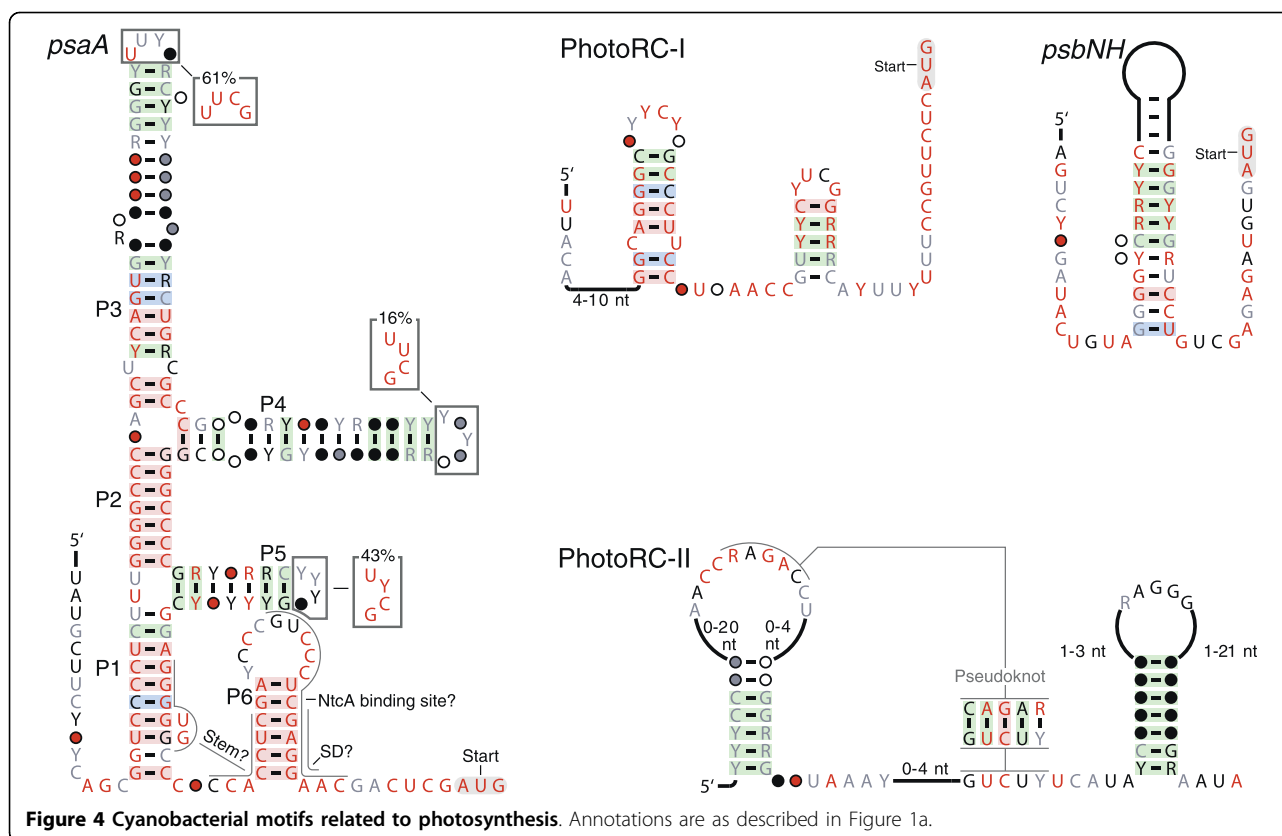 psaA
U U Y
61%
U U C G
Y R
G C
G Y
G Y
R Y
R
G Y
U R
G C
P3
A U
C G
Y R
U C
C G
G C
A
C
P4
C G R Y Y R Y Y
G C Y G Y R R
16%
U U C G
Y Y
C G
C G
P2
C G
G C
G C
G C
G C
U
U
U G
C G
U A
P1
P5
G R Y R R C
C Y Y Y Y G
Y Y Y
43%
U Y C G
P6
Y C C C G U C C C
A U
G C
C G
U A
C G
C G
NtcA binding site?
SD?
Stem?
U G G
5'
U A U G C U U C U C Y Y C A G C
C C C A
A A C G A C U C G A U G
Start
PhotoRC-I
5'
U U A C A
4-10 nt
G G C A G G G C Y Y C Y G C C C U U C C
U A A C C G U Y Y C Y U C G G R R C A Y U U Y U U U C C G U U C U C A U G
Start
psbNH
5'
A G U C Y G A U A C U G U A G
G G G Y C R R Y Y C
G G G Y Y G R U C C U
G U C G A G A U G U G A U G
Start
PhotoRC-II
A A C C R A G A C C U
0-20 nt
0-4 nt
C G
C G
R Y
Y R
Y G
5'
U A A A Y
0-4 nt
G U C U Y U C A U A
Pseudoknot
C A G A R
G U C U Y
R A G G G
1-3 nt
1-21 nt
C G
Y R
A A U A
Figure 4 Cyanobacterial motifs related to photosynthesis. Annotations are as described in Figure 1a.